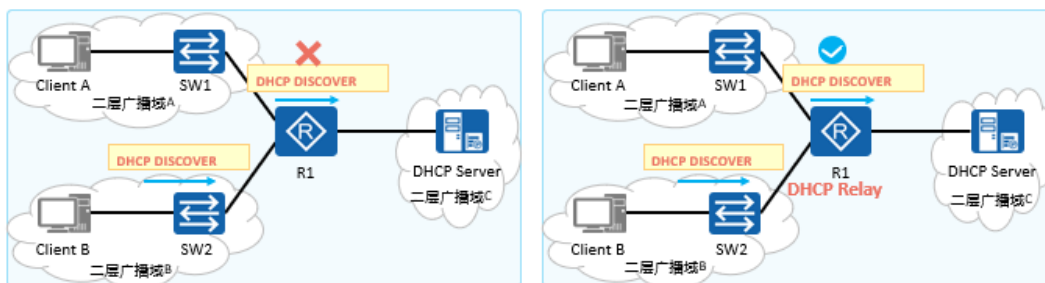 DHCP DISCOVER
Client A
SW1
二层广播域A
DHCP DISCOVER
R1
DHCP Server
二层广播域C
Client B
SW2
二层广播域B
DHCP DISCOVER
Client A
SW1
二层广播域A
DHCP DISCOVER
R1
DHCP Relay
DHCP Server
二层广播域C
Client B
SW2
二层广播域B